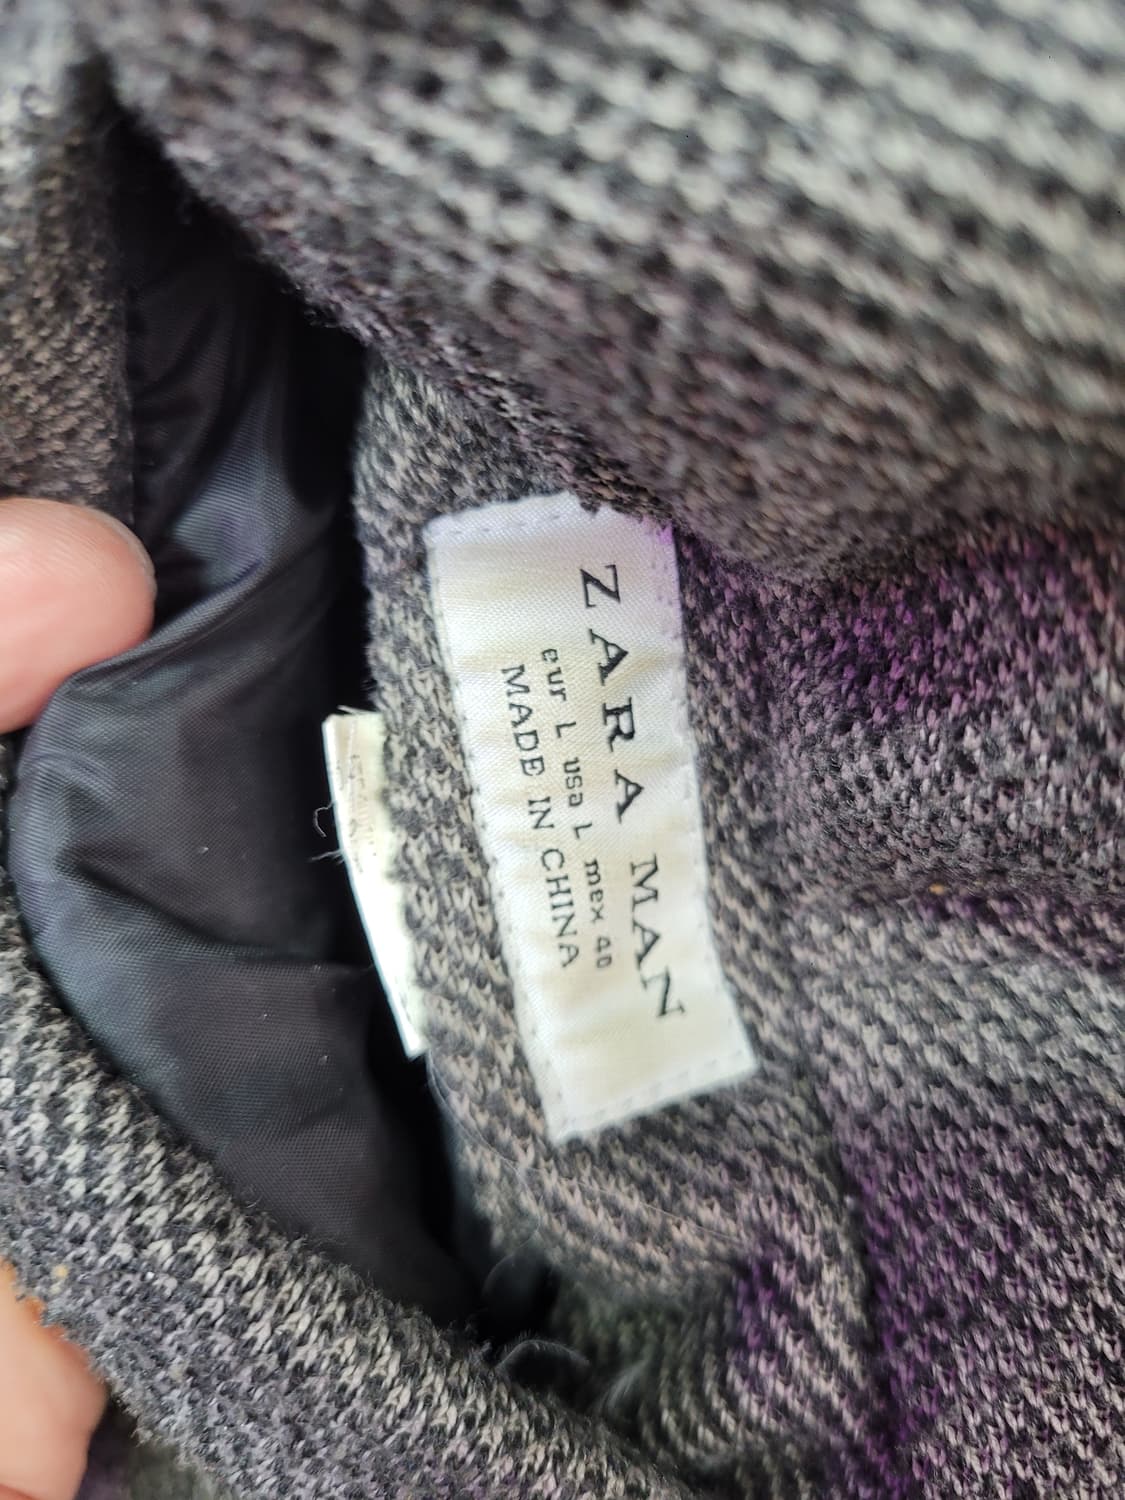 ZARA MAN
eur L usa L mex 40
MADE IN CHINA